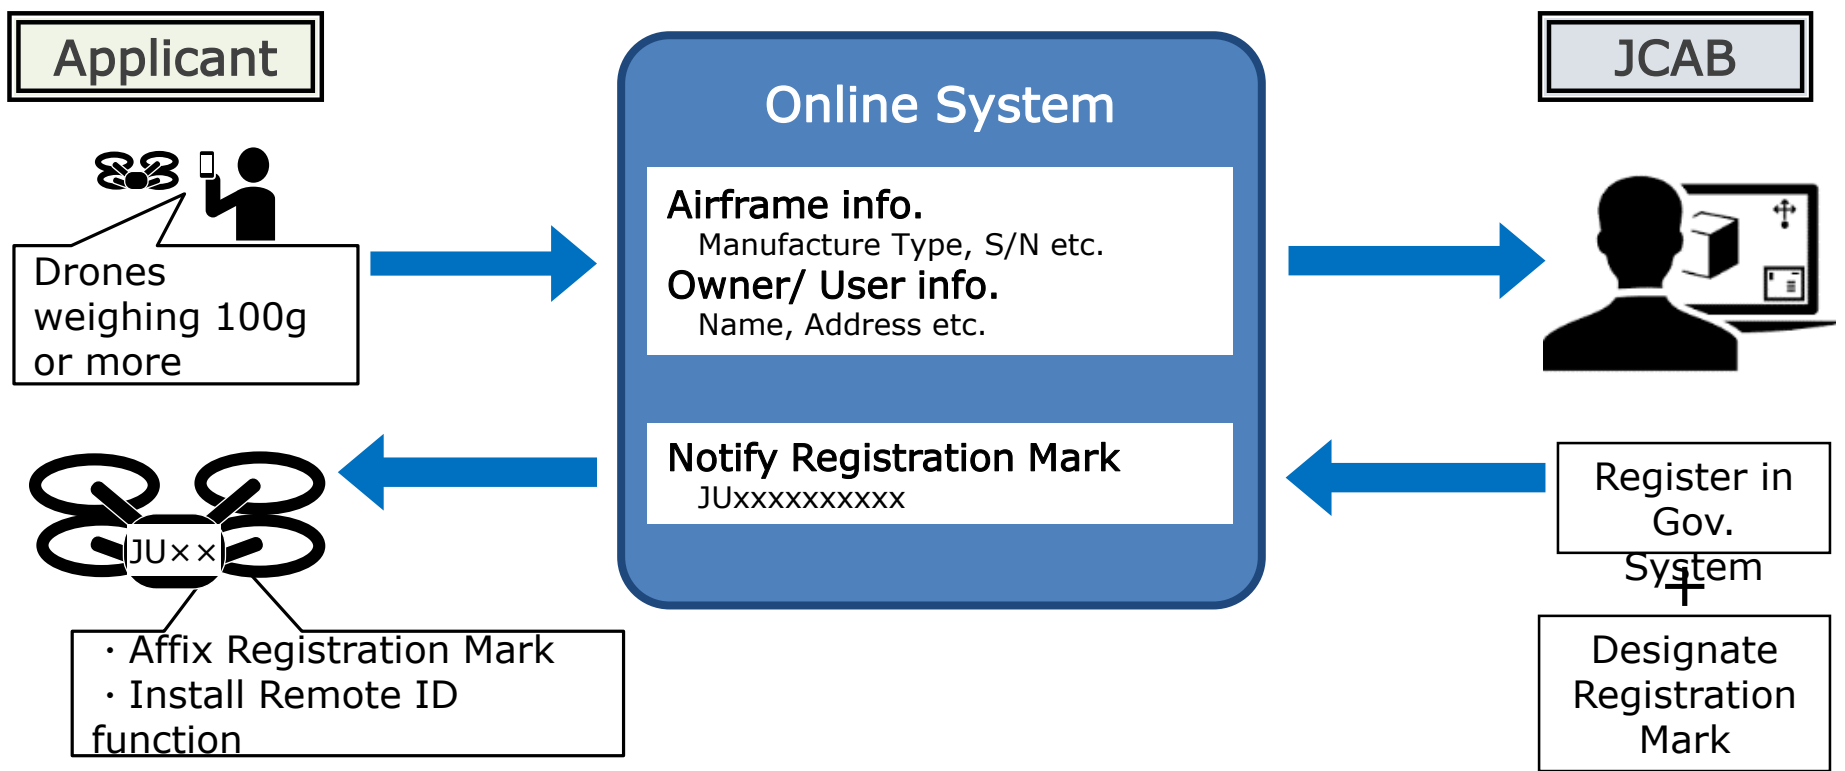 Applicant
Online System
JCAB
Drones
weighing 100g
or more
Airframe info.
Manufacture Type, S/N etc.
Owner/ User info.
Name, Address etc.
Notify Registration Mark
JUxxxxxxxxxx
Register in
Gov.
System
+
Designate
Registration
Mark
JU××
・Affix Registration Mark
・Install Remote ID
function